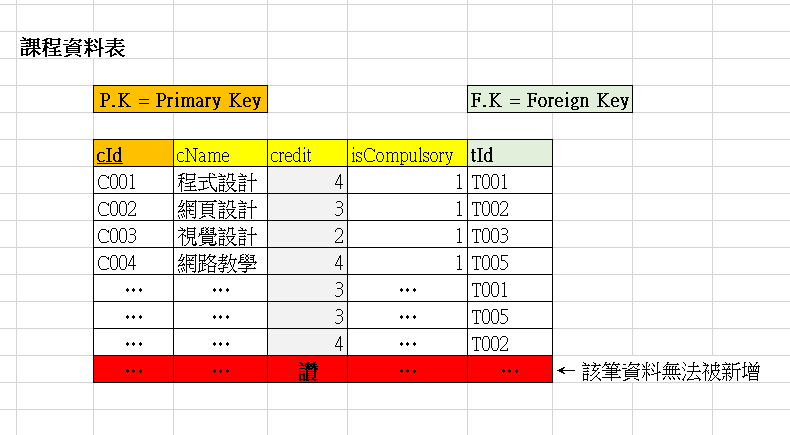 課程資料表
P.K = Primary Key F.K = Foreign Key
cId cName credit isCompulsory tId
C001 程式設計 4 1 T001
C002 網頁設計 3 1 T002
C003 視覺設計 2 1 T003
C004 網路教學 4 1 T005
… … 3 … T001
… … 3 … T005
… … 4 … T002
… … 讚 … … ← 該筆資料無法被新增